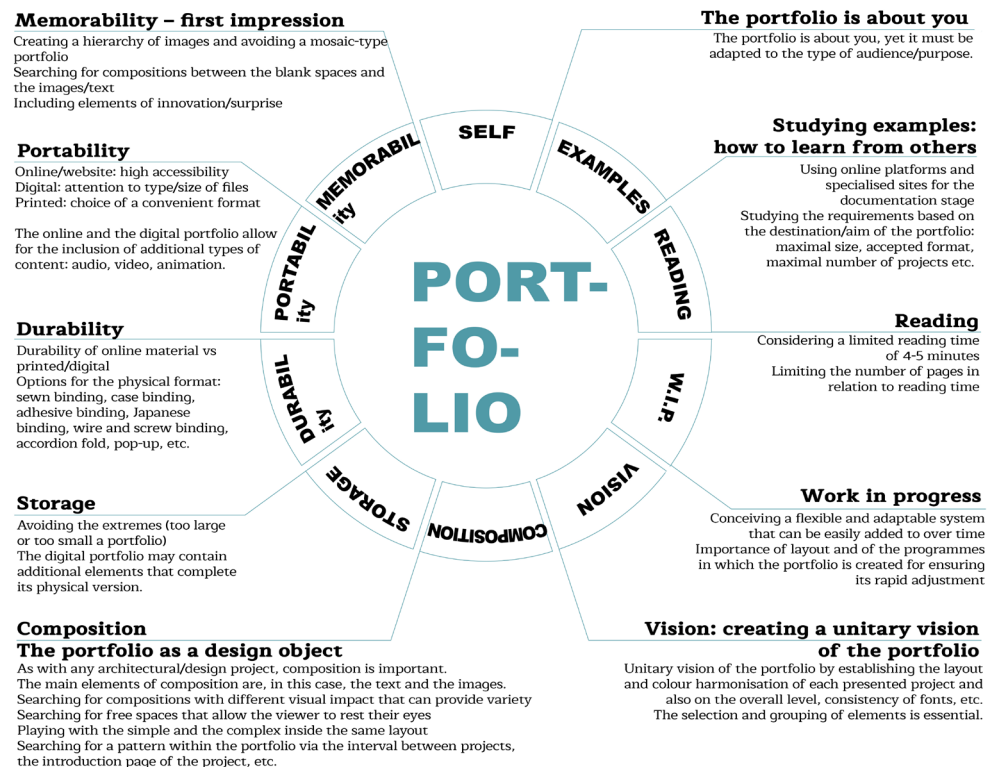 Memorability – first impression
Creating a hierarchy of images and avoiding a mosaic-type
portfolio
Searching for compositions between the blank spaces and
the images/text
Including elements of innovation/surprise
Portability
Online/website: high accessibility
Digital: attention to type/size of files
Printed: choice of a convenient format
The online and the digital portfolio allow
for the inclusion of additional types of
content: audio, video, animation.
Durability
Durability of online material vs
printed/digital
Options for the physical format:
sewn binding, case binding,
adhesive binding, Japanese
binding, wire and screw binding,
accordion fold, pop-up, etc.
Storage
Avoiding the extremes (too large
or too small a portfolio)
The digital portfolio may contain
additional elements that complete
its physical version.
Composition
The portfolio as a design object
As with any architectural/design project, composition is important.
The main elements of composition are, in this case, the text and the images.
Searching for compositions with different visual impact that can provide variety
Searching for free spaces that allow the viewer to rest their eyes
Playing with the simple and the complex inside the same layout
Searching for a pattern within the portfolio via the interval between projects,
the introduction page of the project, etc.
SELF
EXAMPLES
READING
W.I.P.
VISION
COMPOSITION
STORAGE
DURABIL
ity
PORTABIL
ity
MEMORABIL
ity
PORT-
FO-
LIO
The portfolio is about you
The portfolio is about you, yet it must be
adapted to the type of audience/purpose.
Studying examples:
how to learn from others
Using online platforms and
specialised sites for the
documentation stage
Studying the requirements based on
the destination/aim of the portfolio:
maximal size, accepted format,
maximal number of projects etc.
Reading
Considering a limited reading time
of 4-5 minutes
Limiting the number of pages in
relation to reading time
Work in progress
Conceiving a flexible and adaptable system
that can be easily added to over time
Importance of layout and of the programmes
in which the portfolio is created for ensuring
its rapid adjustment
Vision: creating a unitary vision
of the portfolio
Unitary vision of the portfolio by establishing the layout
and colour harmonisation of each presented project and
also on the overall level, consistency of fonts, etc.
The selection and grouping of elements is essential.